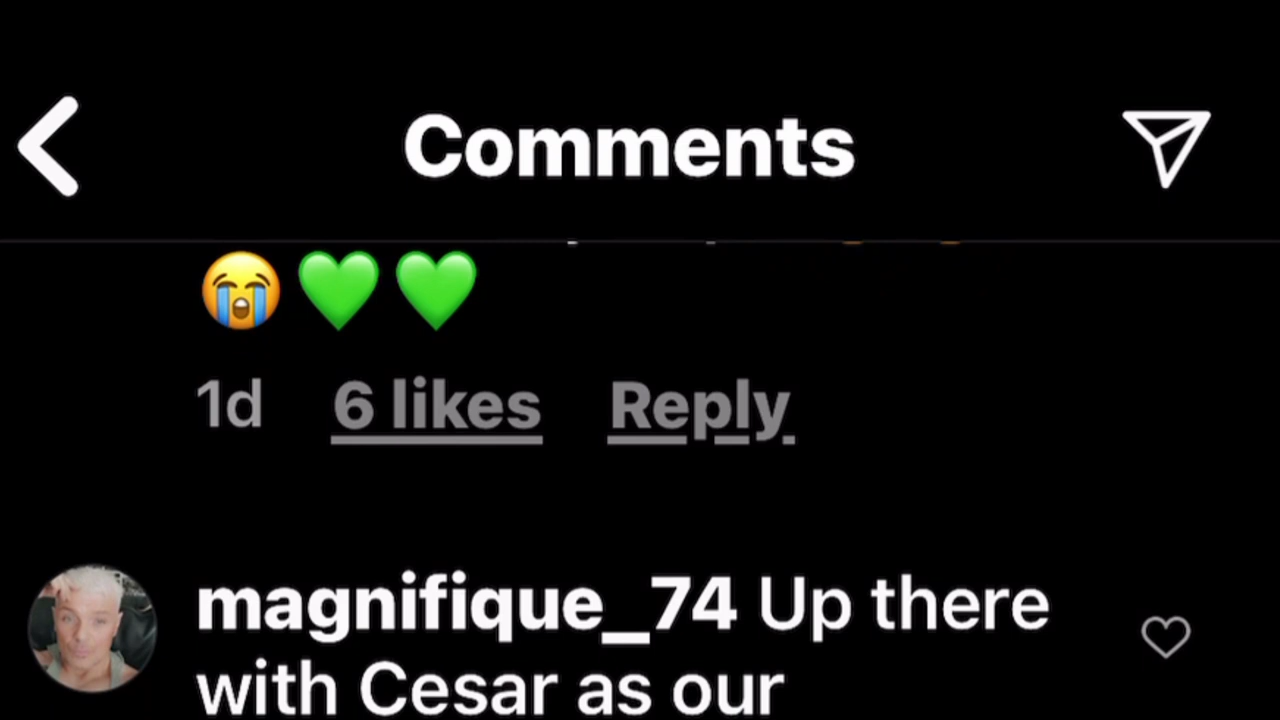 Comments
😭💚💚
1d 6 likes Reply
magnifique_74 Up there
with Cesar as our